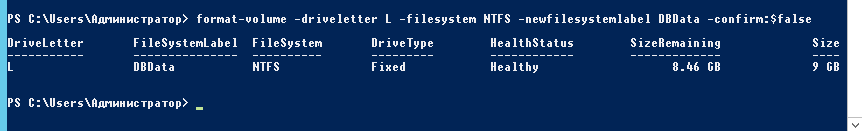 PS C:\Users\Администратор> format-volume -driveletter L -filesystem NTFS -newfilesystemlabel DBData -confirm:$false
DriveLetter FileSystemLabel FileSystem DriveType HealthStatus SizeRemaining Size
----------- --------------- ---------- --------- ------------ ------------- ----
L DBData NTFS Fixed Healthy 8.46 GB 9 GB
PS C:\Users\Администратор> _